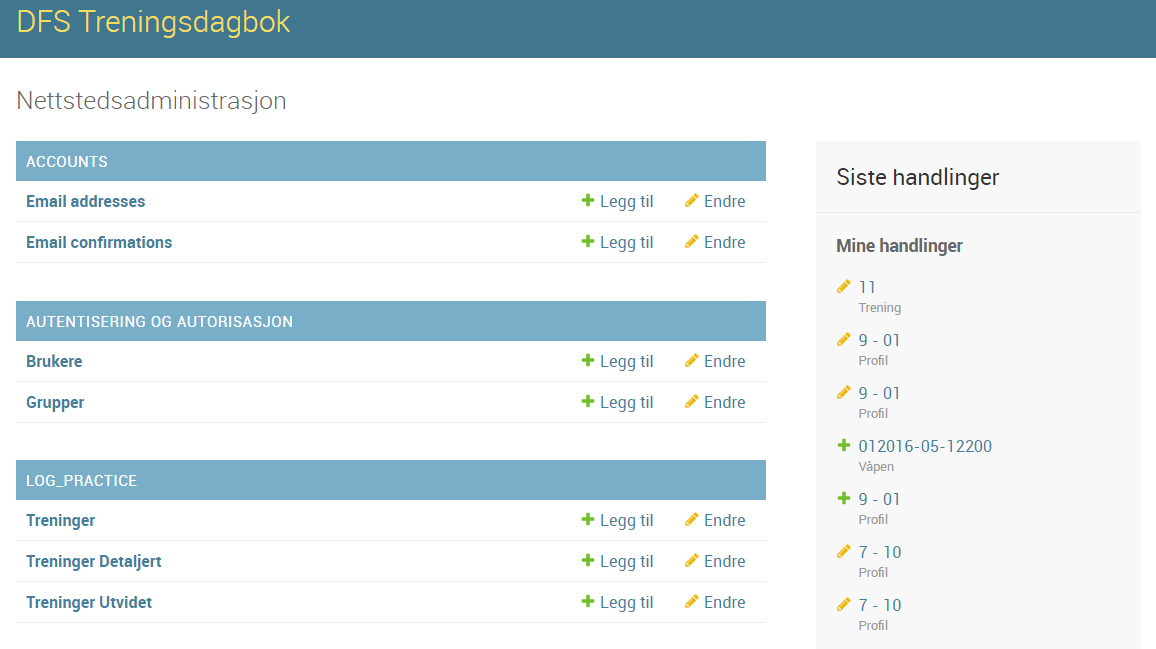 DFS Treningsdagbok
Nettstedsadministrasjon
ACCOUNTS
Email addresses Legg til Endre
Email confirmations Legg til Endre
AUTENTISERING OG AUTORISASJON
Brukere Legg til Endre
Grupper Legg til Endre
LOG_PRACTICE
Treninger Legg til Endre
Treninger Detaljert Legg til Endre
Treninger Utvidet Legg til Endre
Siste handlinger
Mine handlinger
11
Trening
9 - 01
Profil
9 - 01
Profil
012016-05-12200
Våpen
9 - 01
Profil
7 - 10
Profil
7 - 10
Profil